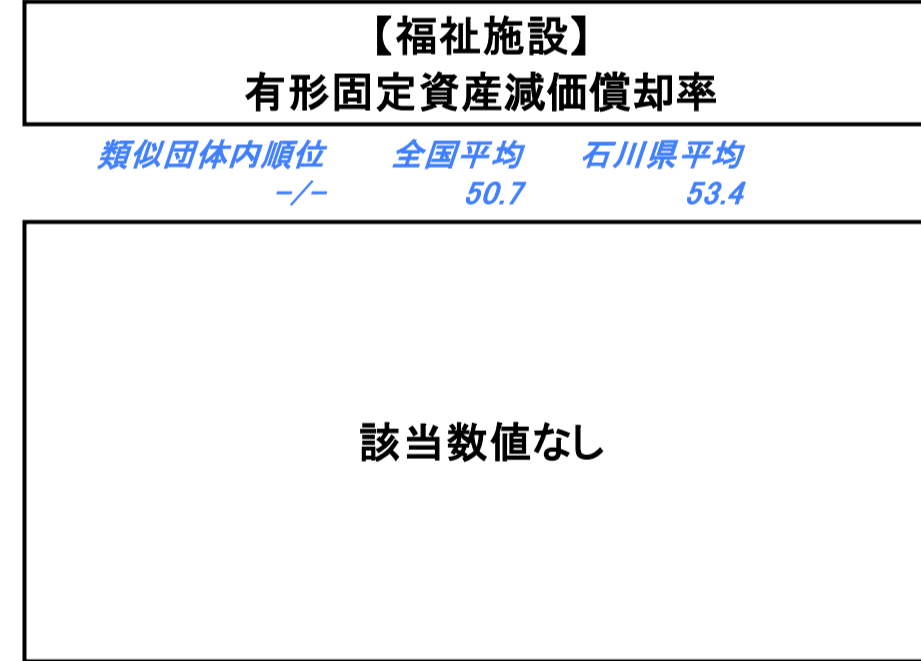 【福祉施設】
有形固定資産減価償却率
類似団体内順位 全国平均 石川県平均
-/- 50.7 53.4
該当数値なし